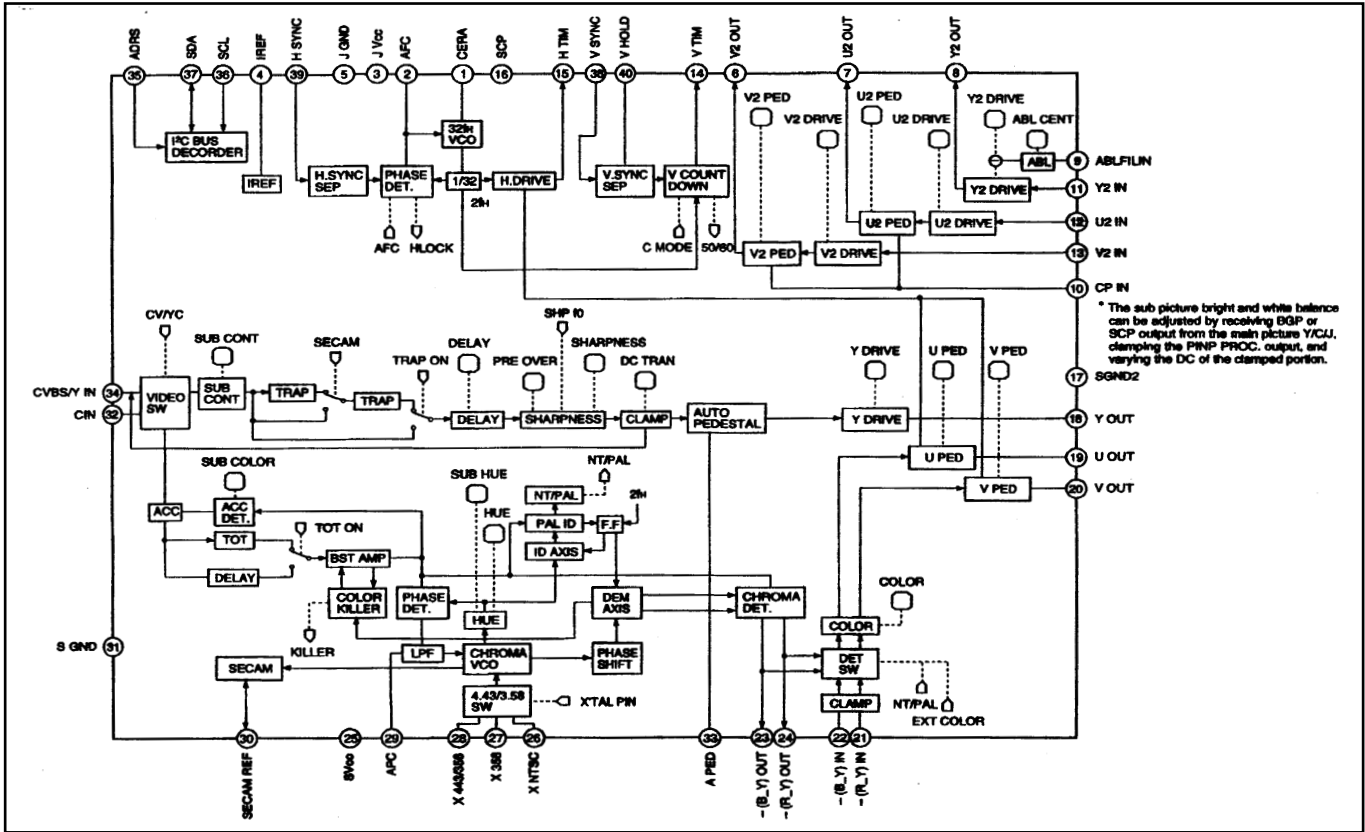 ADRS
SDA
SCL
IREF
H SYNC
J GND
J Vcc
AFC
CERA
SCP
H TIM
V SYNC
V HOLD
V TIM
Y2 OUT
U2 OUT
Y2 OUT
35
37
36
4
39
5
3
2
1
16
15
38
40
14
6
7
8
V2 PED
U2 PED
Y2 DRIVE
V2 DRIVE
U2 DRIVE
ABL CENT
I²C BUS
DECORDER
32fH
VCO
ABL
9
ABLFILIN
IREF
H.SYNC
SEP
PHASE
DET.
1/32
H.DRIVE
2fH
V.SYNC
SEP
V COUNT
DOWN
Y2 DRIVE
11
Y2 IN
U2 PED
U2 DRIVE
12
U2 IN
AFC
HLOCK
C MODE
50/60
V2 PED
V2 DRIVE
13
V2 IN
10
CP IN
* The sub picture bright and white balance
can be adjusted by receiving BGP or
SCP output from the main picture Y/C/J,
clamping the PINP PROC. output, and
varying the DC of the clamped portion.
CV/YC
SUB CONT
SECAM
TRAP ON
DELAY
PRE OVER
SHP f0
SHARPNESS
DC TRAN
Y DRIVE
U PED
V PED
17
SGND2
CVBS/Y IN
34
CIN
32
VIDEO
SW
SUB
CONT
TRAP
TRAP
DELAY
SHARPNESS
CLAMP
AUTO
PEDESTAL
Y DRIVE
18
Y OUT
U PED
19
U OUT
V PED
20
V OUT
SUB COLOR
SUB HUE
HUE
NT/PAL
2fH
ACC
ACC
DET.
TOT ON
NT/PAL
PAL ID
F.F
ID AXIS
TOT
DELAY
BST AMP
COLOR
KILLER
PHASE
DET.
HUE
DEM
AXIS
CHROMA
DET.
COLOR
COLOR
S GND
31
KILLER
SECAM
LPF
CHROMA
VCO
PHASE
SHIFT
DET
SW
4.43/3.58
SW
X'TAL PIN
CLAMP
NT/PAL
EXT COLOR
30
25
29
28
27
26
33
23
24
22
21
SECAM REF
SVcc
APC
X 443/358
X 358
X NTSC
A PED
– (B_Y) OUT
– (R_Y) OUT
– (B_Y) IN
– (R_Y) IN